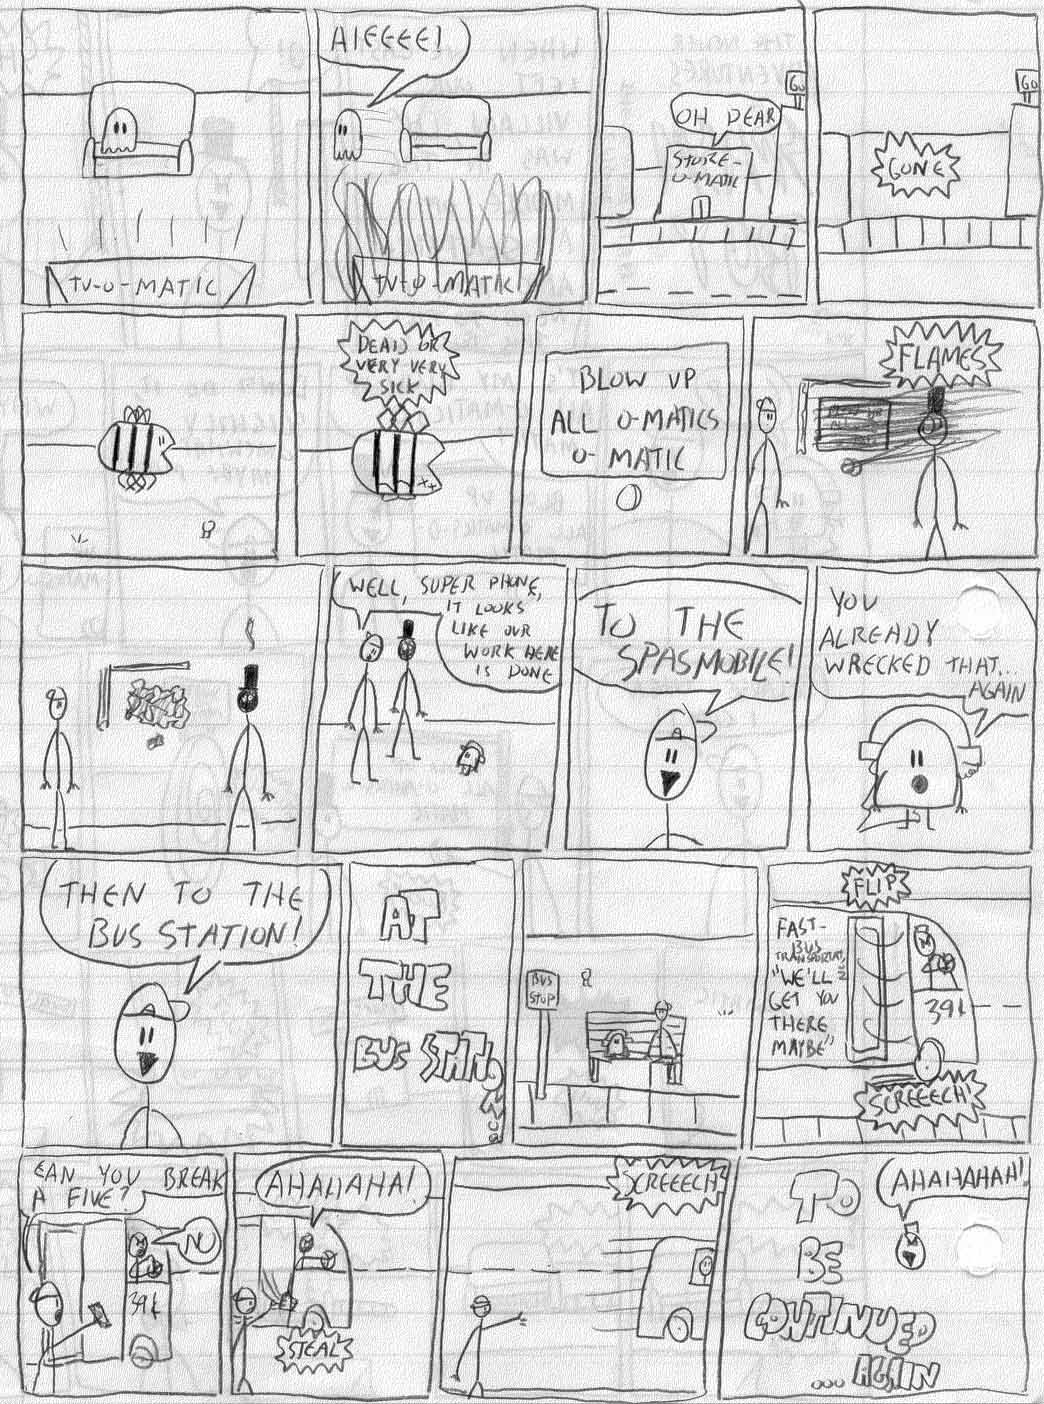 TV-O-MATIC
AIEEEE!
TV-O-MATIC
GO
OH DEAR
STORE-
O-MATIC
GO
GONE
DEAD OR
VERY VERY
SICK
BLOW UP
ALL O-MATICS
O-MATIC
FLAMES
WELL, SUPER PHONE,
IT LOOKS
LIKE OUR
WORK HERE
IS DONE
TO THE
SPASMOBILE!
YOU
ALREADY
WRECKED THAT...
AGAIN
THEN TO THE
BUS STATION!
AT
THE
BUS STATION
BUS
STOP
FLIP
FAST-
BUS
TRANSPORTAT.
"WE'LL
GET YOU
THERE,
MAYBE"
39¢
SCREEECH
CAN YOU BREAK
A FIVE?
NO
39¢
AHAHAHA!
STEAL
SCREEECH
TO
BE
CONTINUED
...AGAIN
AHAHAHAH!